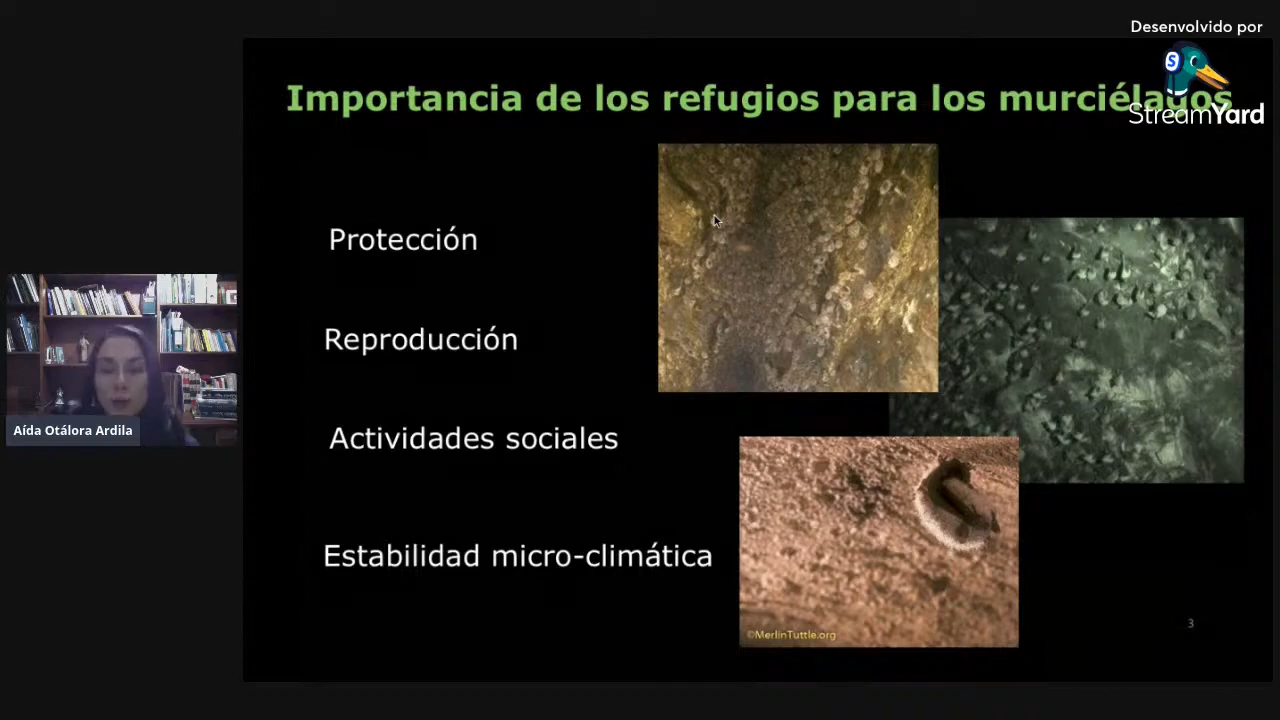 Desenvolvido por
StreamYard
Importancia de los refugios para los murciélagos
Protección
Reproducción
Actividades sociales
Estabilidad micro-climática
Aída Otálora Ardila
©MerlinTuttle.org
3